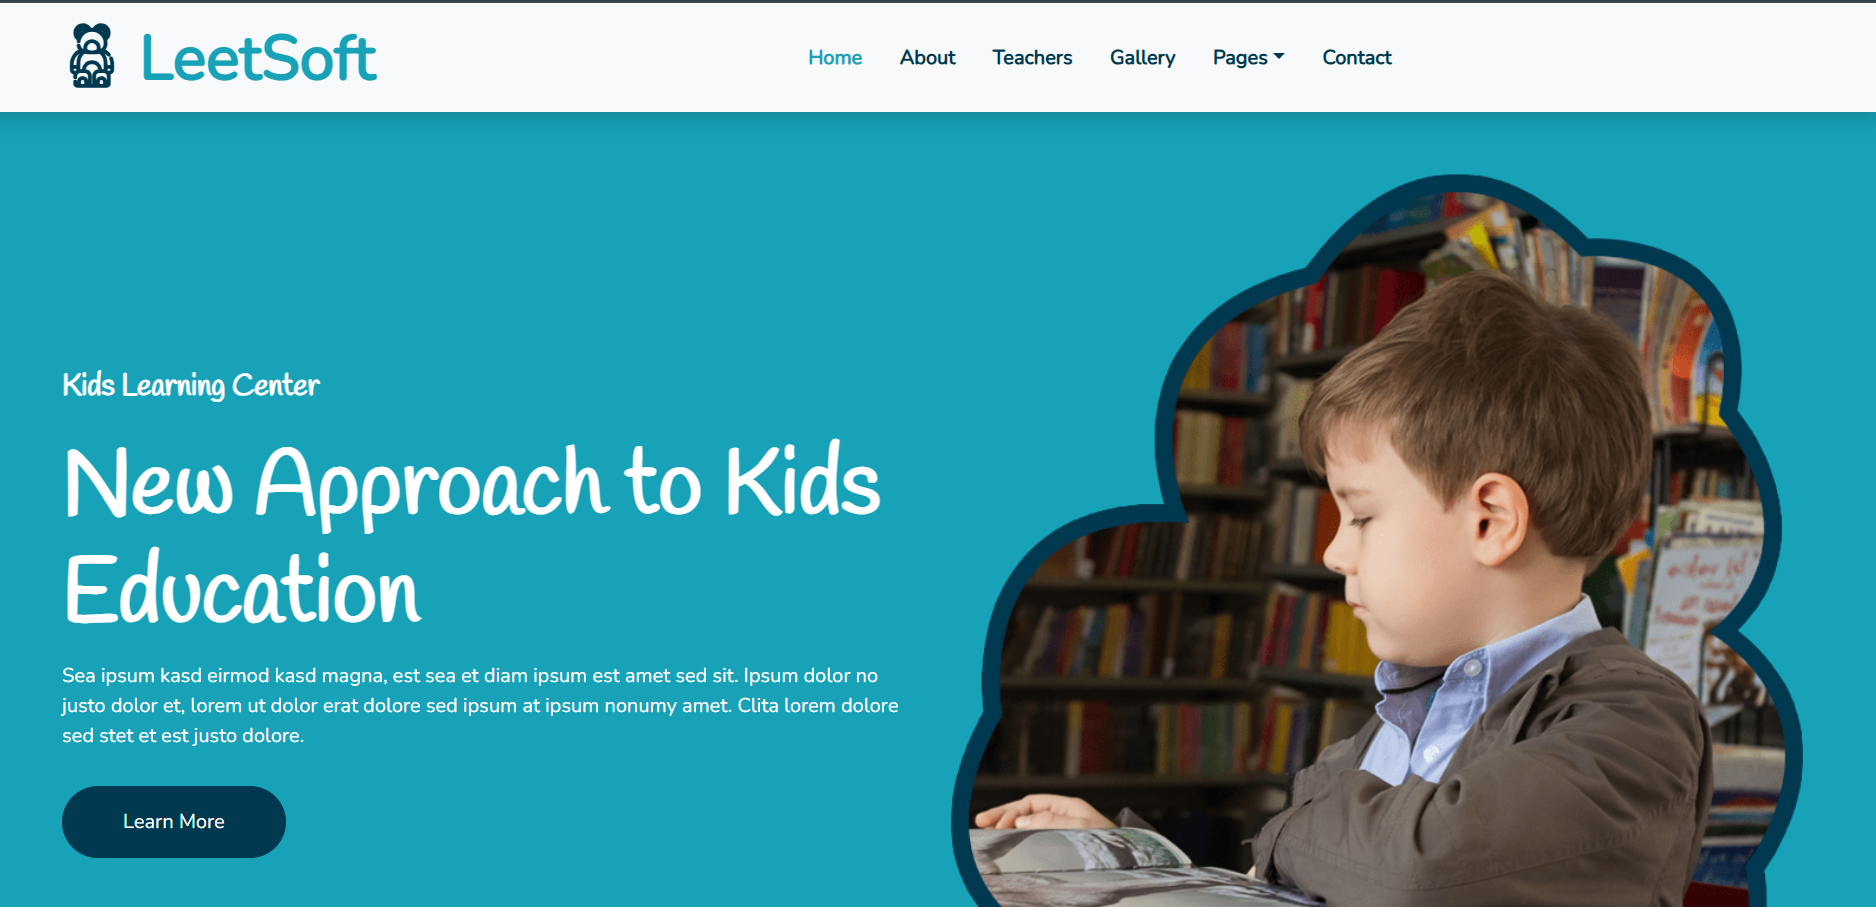 LeetSoft
Home About Teachers Gallery Pages Contact
Kids Learning Center
New Approach to Kids
Education
Sea ipsum kasd eirmod kasd magna, est sea et diam ipsum est amet sed sit. Ipsum dolor no
justo dolor et, lorem ut dolor erat dolore sed ipsum at ipsum nonumy amet. Clita lorem dolore
sed stet et est justo dolore.
Learn More